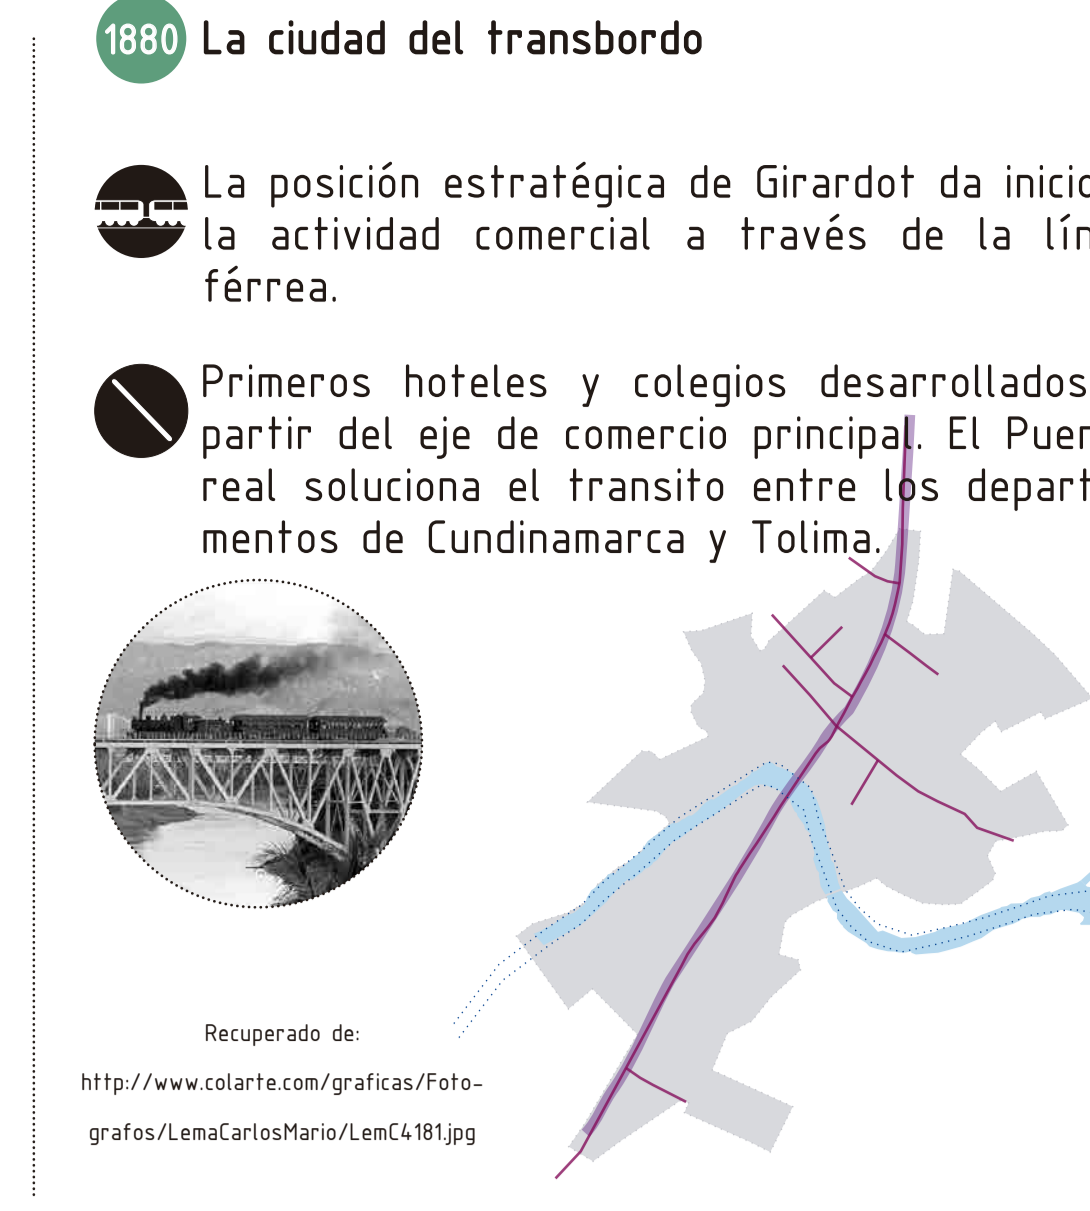 1880 La ciudad del transbordo
La posición estratégica de Girardot da inicio
la actividad comercial a través de la lín
férrea.
Primeros hoteles y colegios desarrollados
partir del eje de comercio principal. El Puer
real soluciona el transito entre los depart
mentos de Cundinamarca y Tolima.
Recuperado de:
http://www.colarte.com/graficas/Foto-
grafos/LemaCarlosMario/LemC4181.jpg